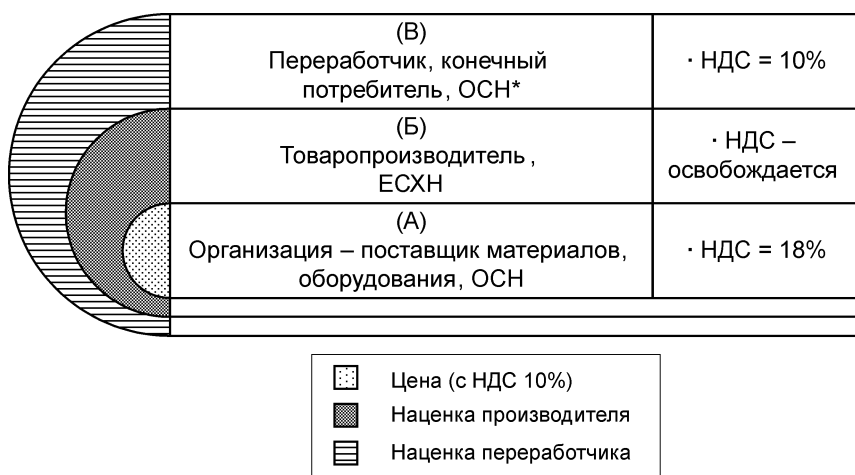 (В)
Переработчик, конечный
потребитель, ОСН*
· НДС = 10%
(Б)
Товаропроизводитель ,
ЕСХН
· НДС –
освобождается
(А)
Организация – поставщик материалов,
оборудования, ОСН
· НДС = 18%
Цена (с НДС 10%)
Наценка производителя
Наценка переработчика